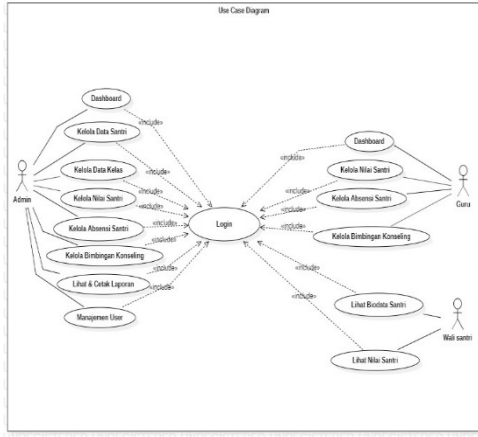 Use Case Diagram
Dashboard
«include»
Kelola Data Santri
«include»
Kelola Data Kelas
«include»
Kelola Nilai Santri
«include»
Kelola Absensi Santri
«include»
Kelola Bimbingan Konseling
«include»
Lihat & Cetak Laporan
«include»
Manajemen User
«include»
Admin
Login
Dashboard
«include»
Kelola Nilai Santri
«include»
Kelola Absensi Santri
«include»
Kelola Bimbingan Konseling
«include»
Guru
«include»
Lihat Biodata Santri
«include»
Wali santri
Lihat Nilai Santri